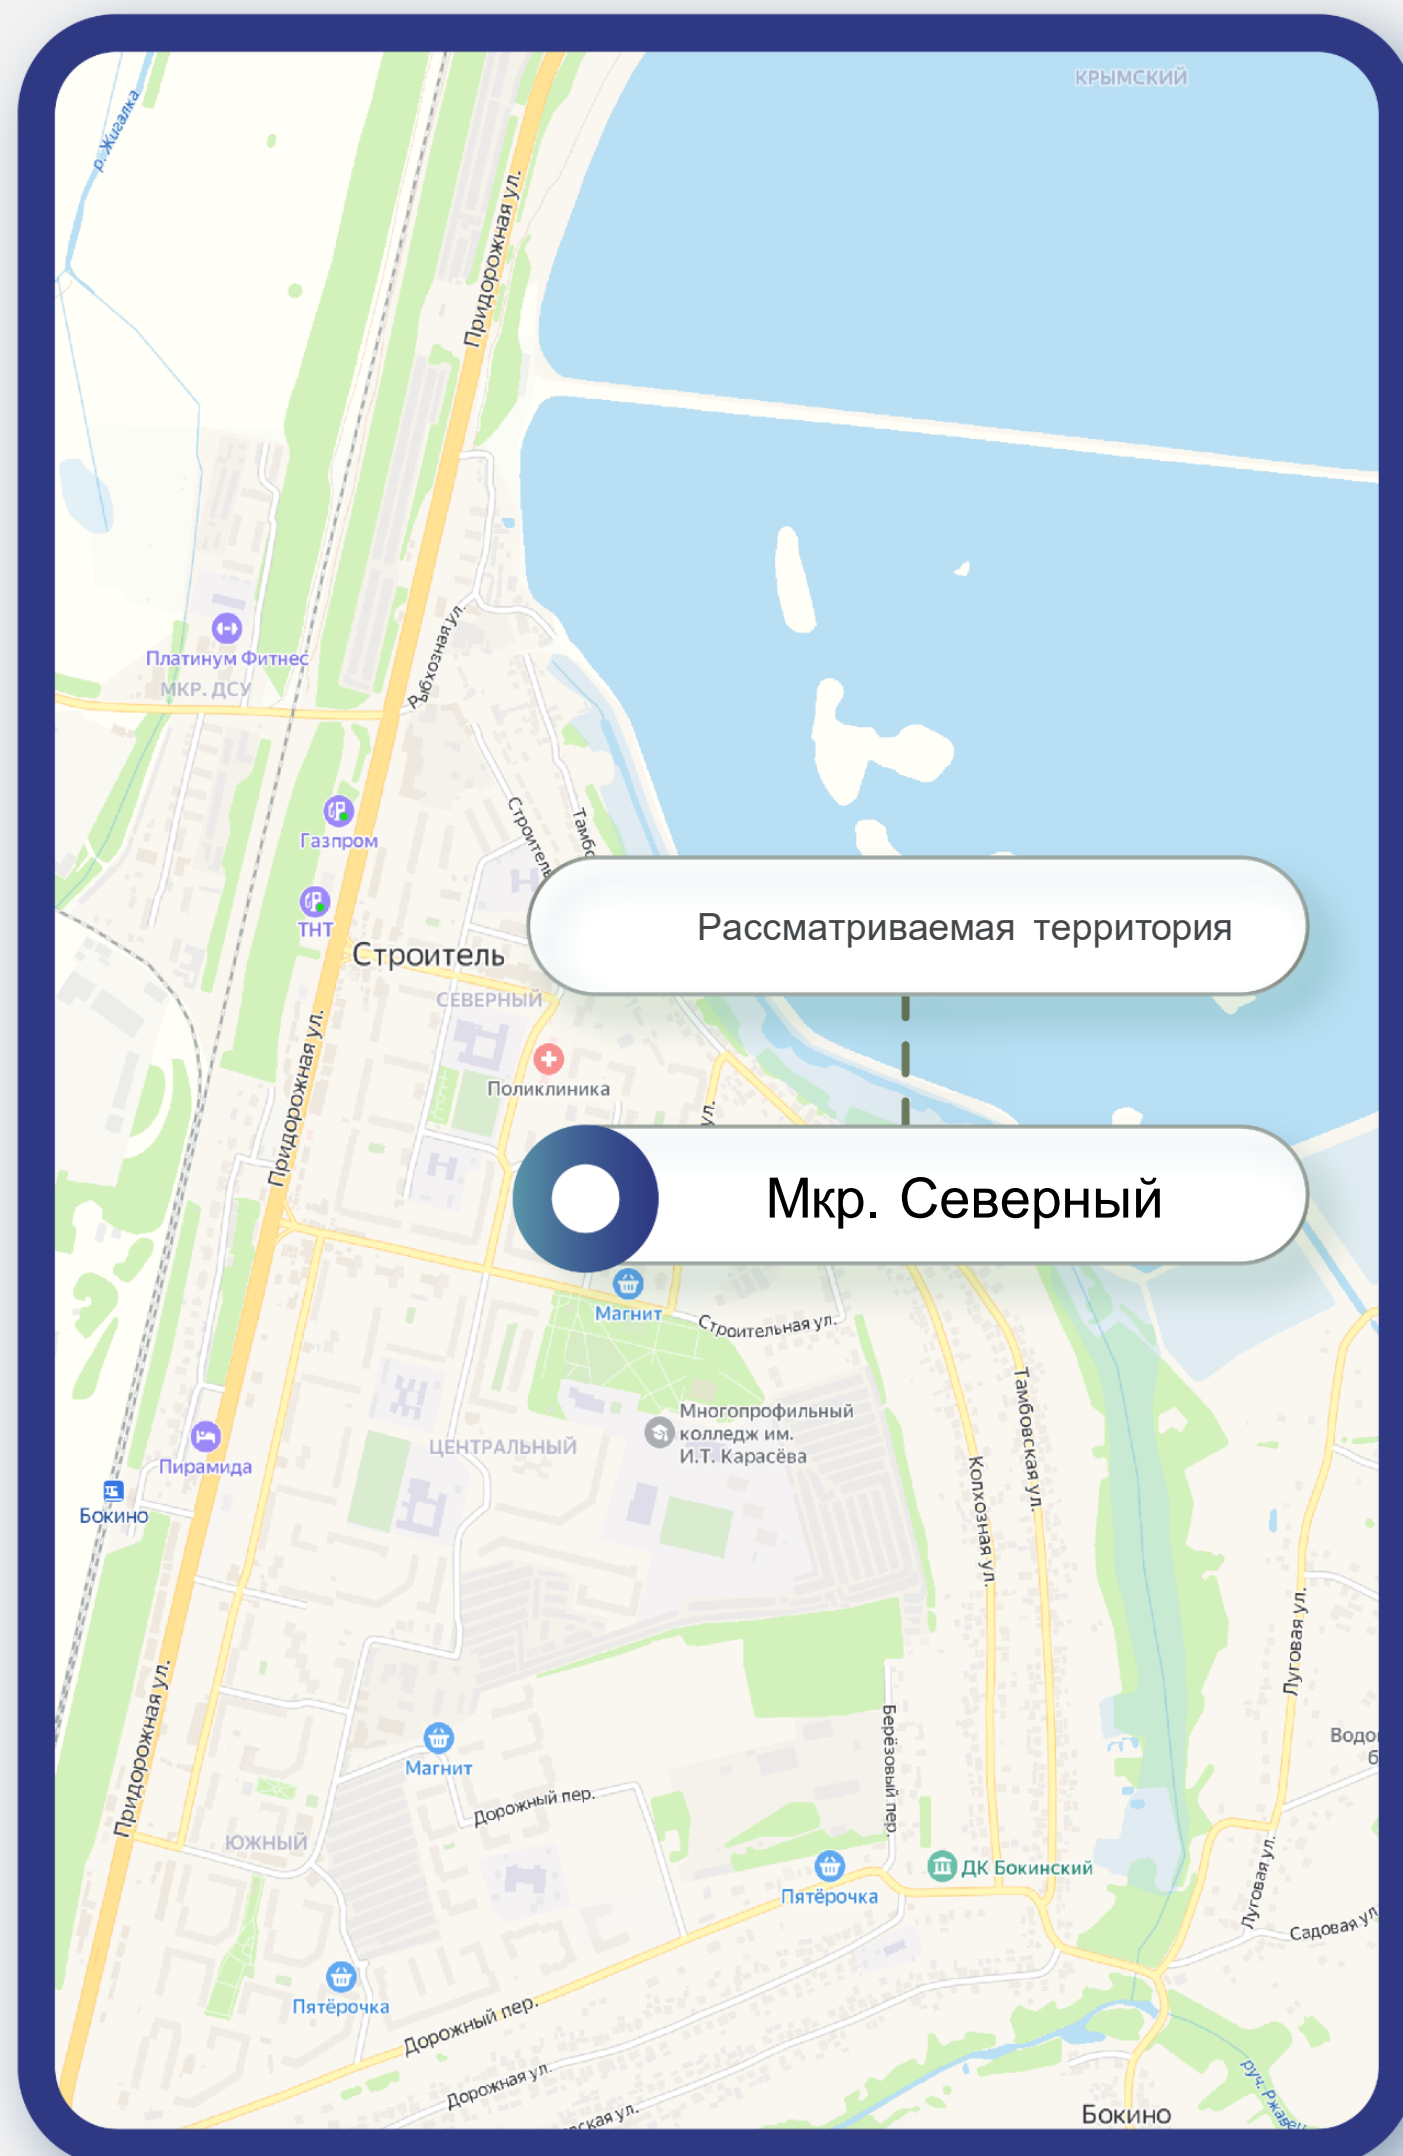 КРЫМСКИЙ
р. Жигалка
Придорожная ул.
Рыбхозная ул.
Платинум Фитнес
МКР. ДСУ
Газпром
ТНТ
Рассматриваемая территория
Строитель
СЕВЕРНЫЙ
Придорожная ул.
Поликлиника
ул.
Мкр. Северный
Магнит
Строительная ул.
Тамбовская ул.
Многопрофильный
колледж им.
И.Т. Карасёва
ЦЕНТРАЛЬНЫЙ
Пирамида
Бокино
Колхозная ул.
Луговая ул.
Придорожная ул.
Берёзовый пер.
Магнит
Дорожный пер.
ЮЖНЫЙ
ДК Бокинский
Пятёрочка
Луговая ул.
Садовая ул
Пятёрочка
Дорожный пер.
Дорожная ул.
Бокино